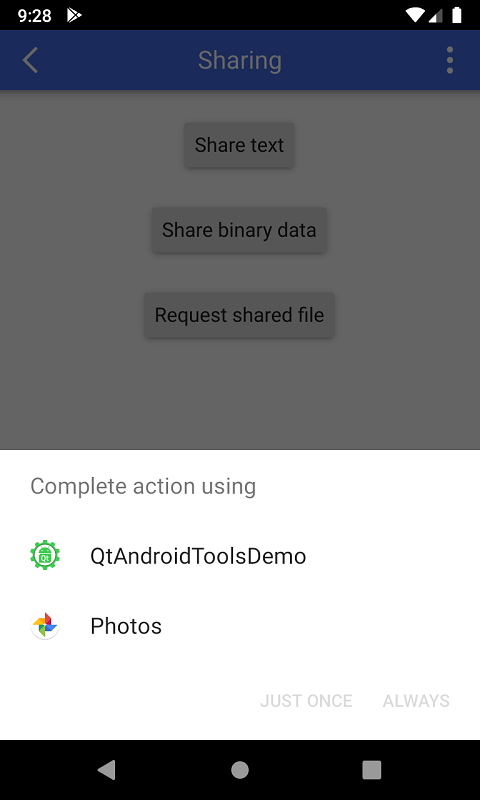 9:28
Sharing
Share text
Share binary data
Request shared file
Complete action using
QtAndroidToolsDemo
Photos
JUST ONCE ALWAYS